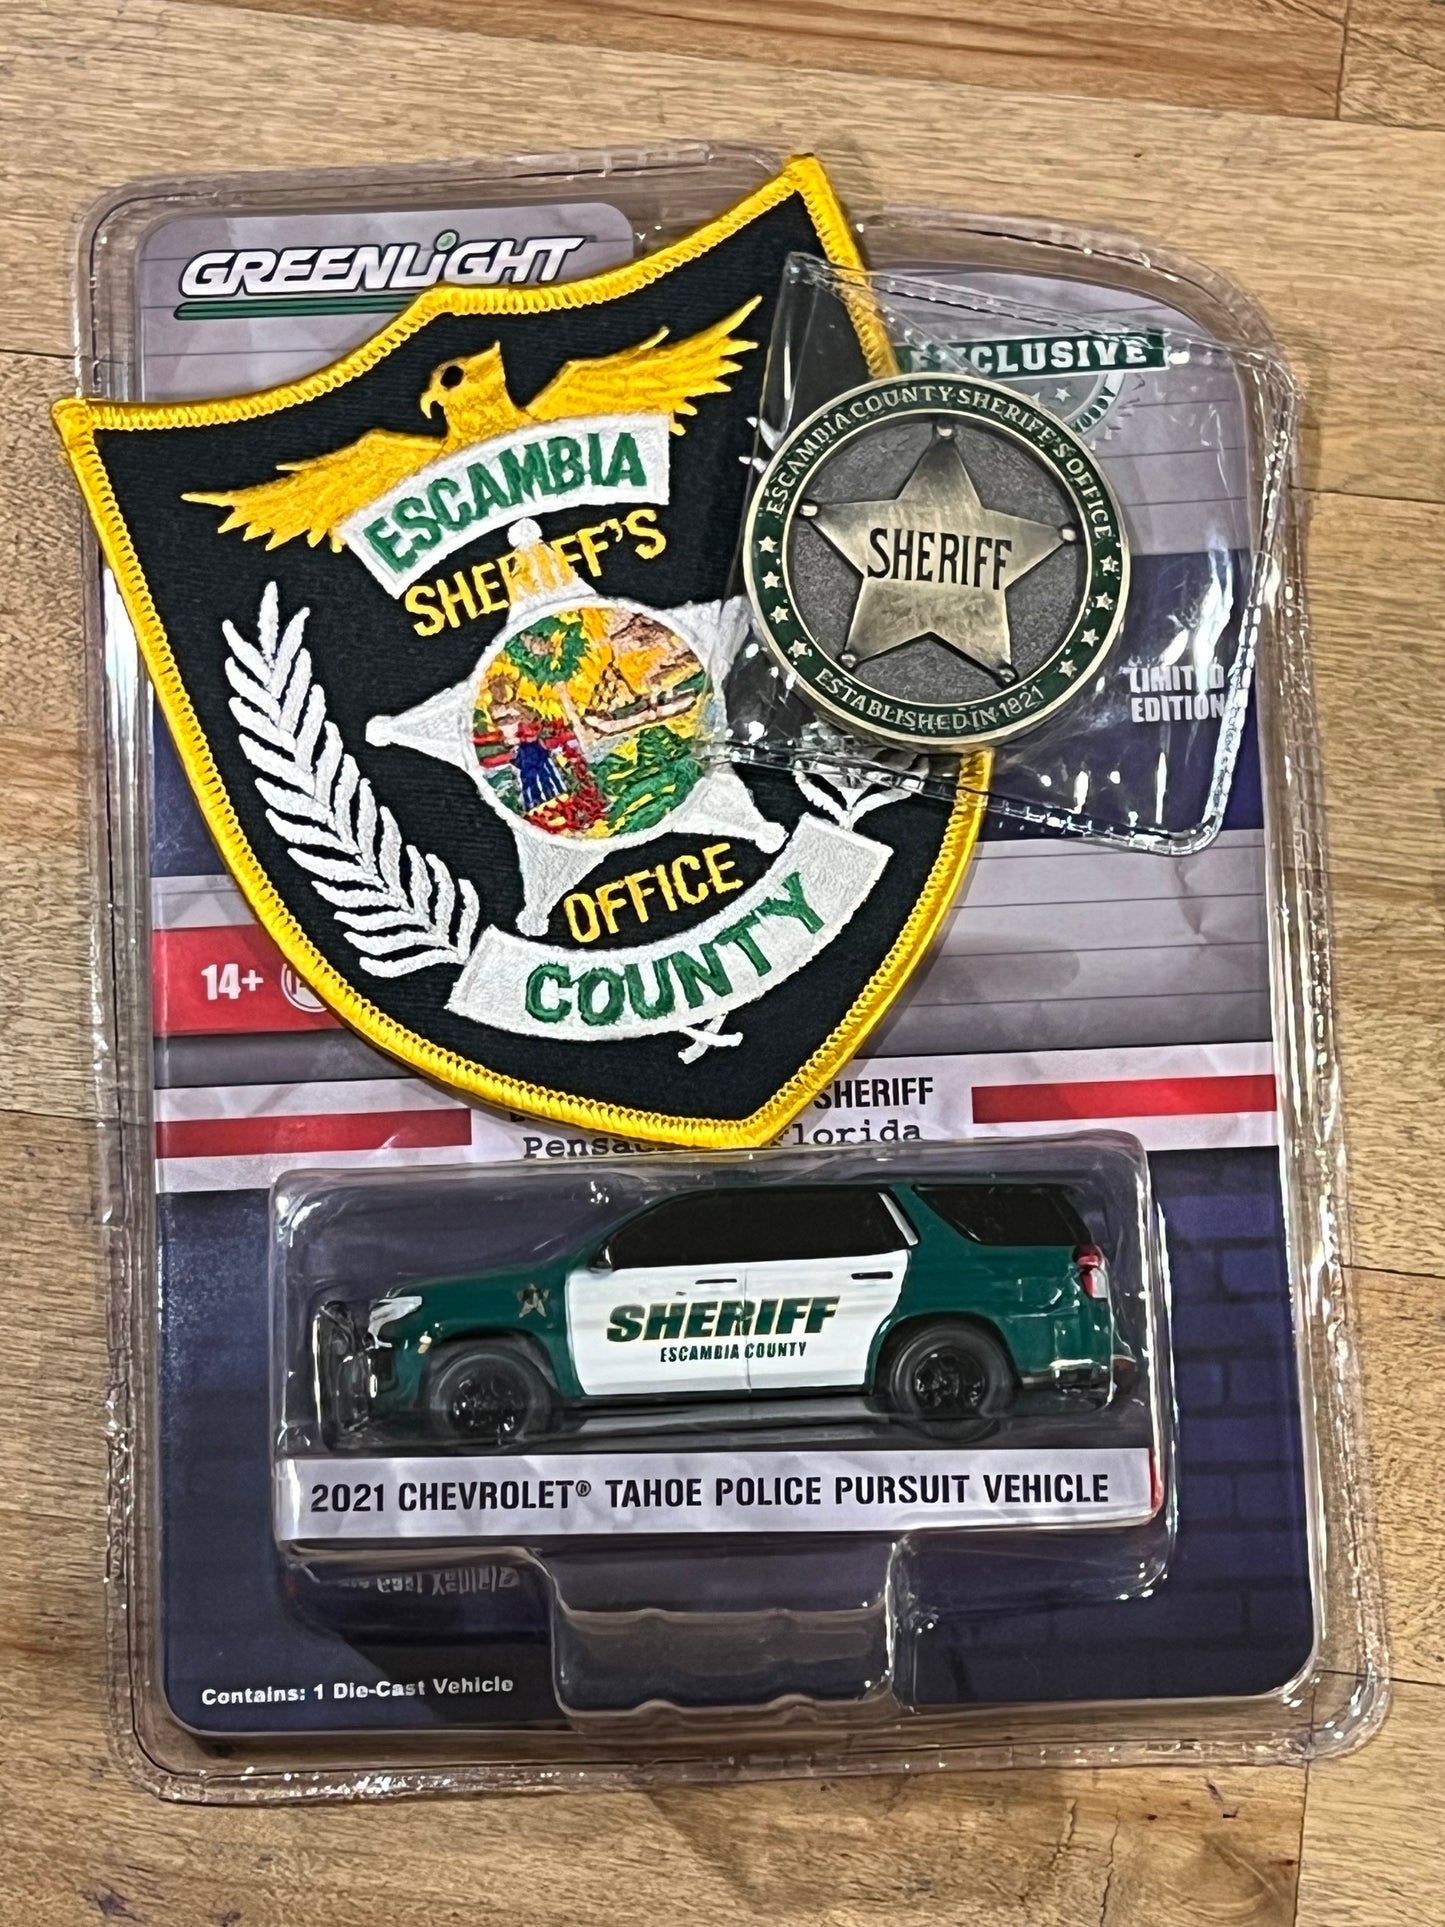 GREENLiGHT
EXCLUSIVE
ESCAMBIA
SHERIFF'S
OFFICE
COUNTY
ESCAMBIA COUNTY SHERIFF'S OFFICE
SHERIFF
ESTABLISHED IN 1821
LIMITED
EDITION
14+
SHERIFF
SHERIFF
ESCAMBIA COUNTY
2021 CHEVROLET® TAHOE POLICE PURSUIT VEHICLE
Contains: 1 Die-Cast Vehicle